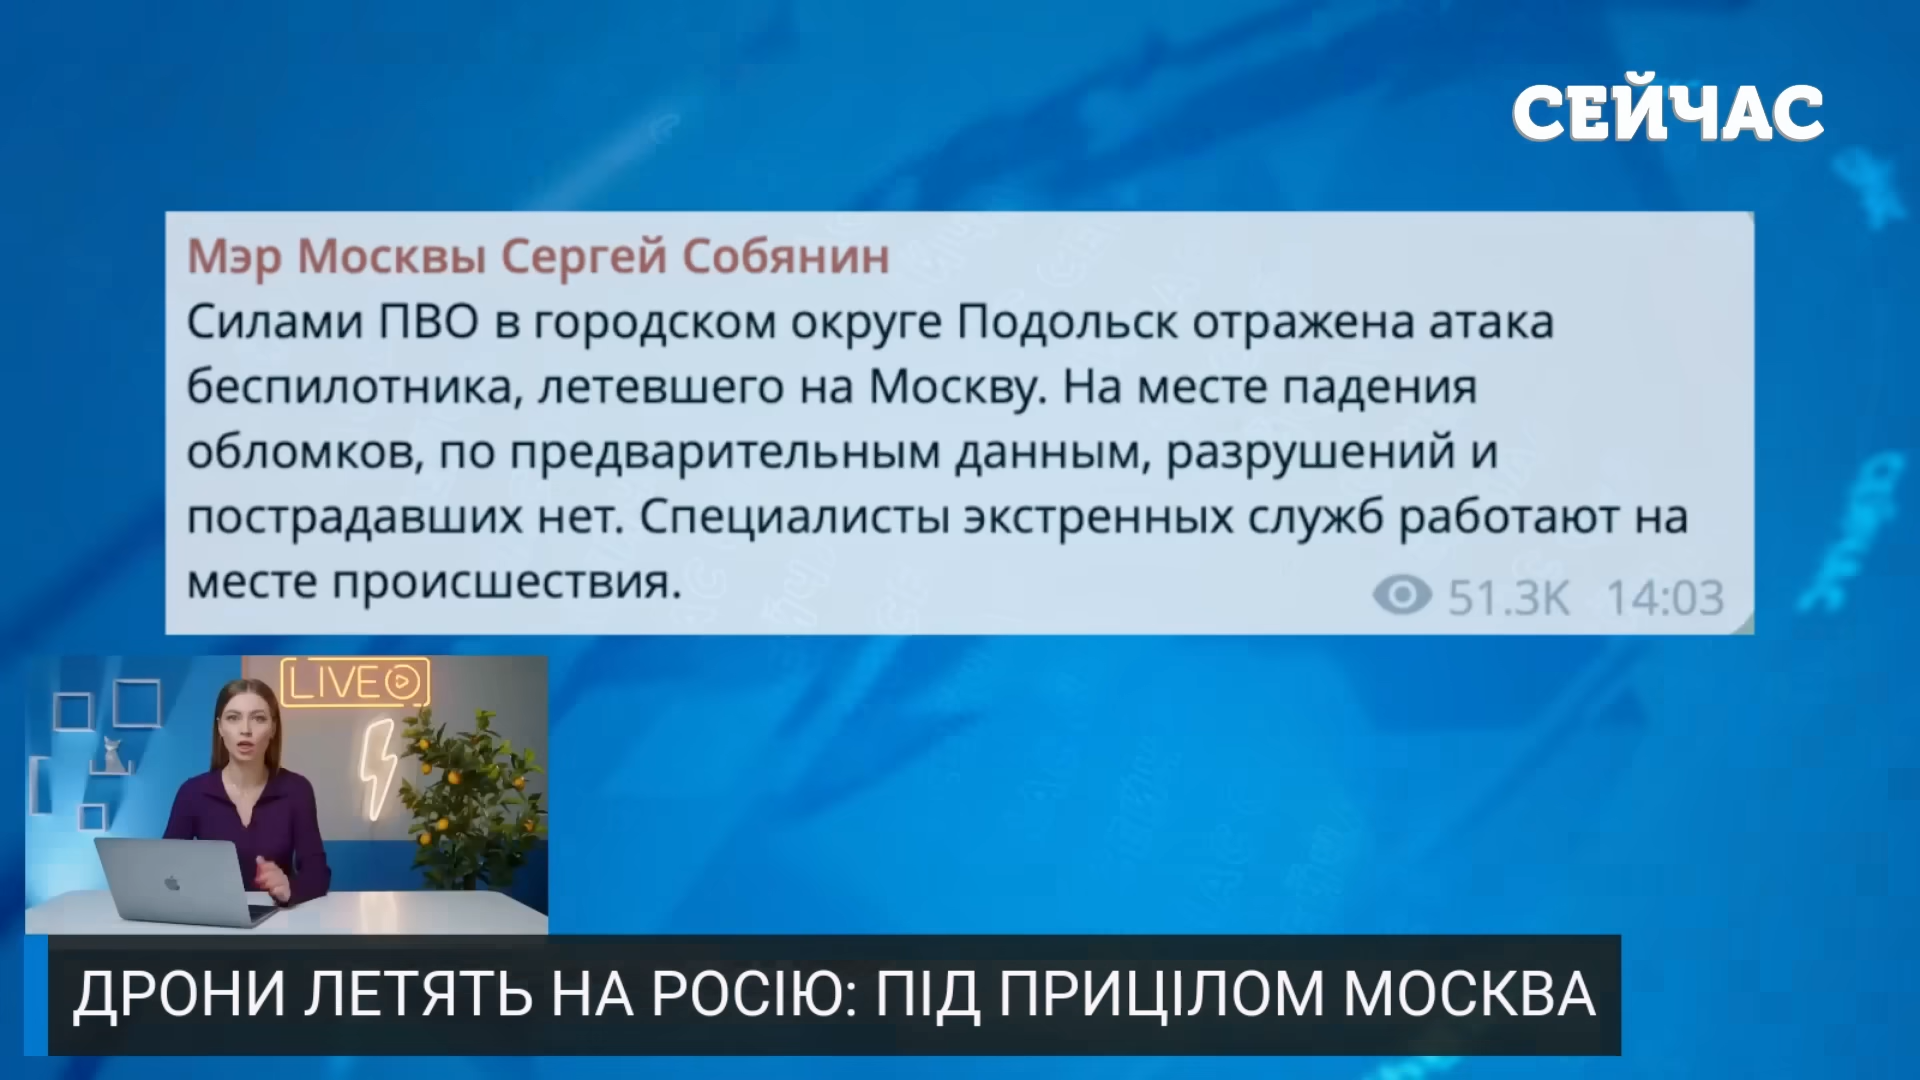 СЕЙЧАС
Мэр Москвы Сергей Собянин
Силами ПВО в городском округе Подольск отражена атака
беспилотника, летевшего на Москву. На месте падения
обломков, по предварительным данным, разрушений и
пострадавших нет. Специалисты экстренных служб работают на
месте происшествия.
51.3K 14:03
LIVE
ДРОНИ ЛЕТЯТЬ НА РОСІЮ: ПІД ПРИЦІЛОМ МОСКВА